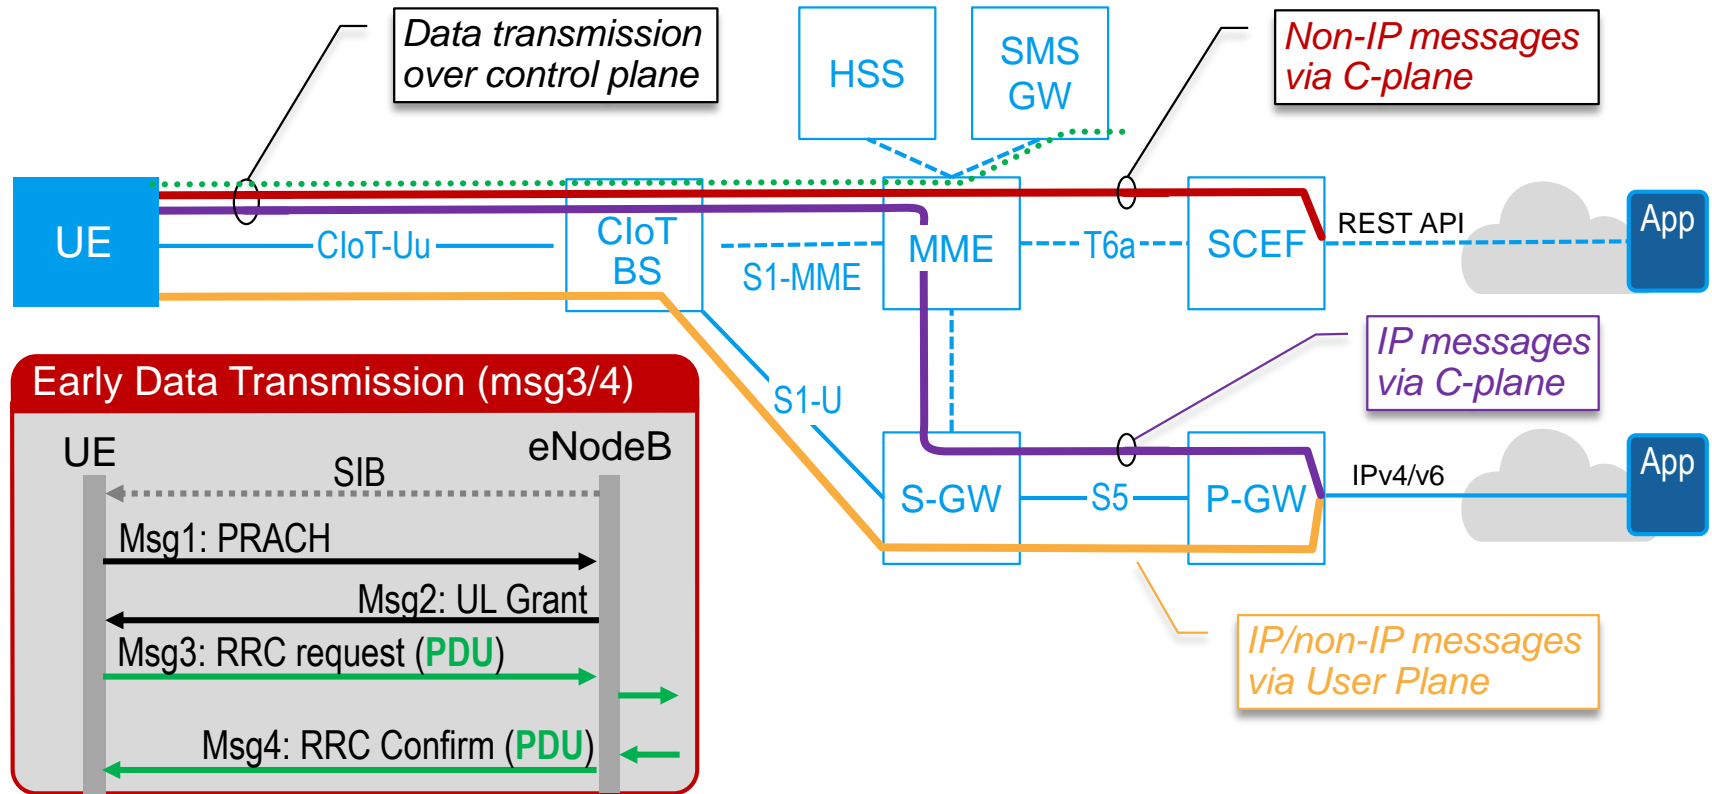 Data transmission
over control plane
HSS
SMS
GW
Non-IP messages
via C-plane
UE
CIoT-Uu
CIoT
BS
S1-MME
MME
T6a
SCEF
REST API
App
IP messages
via C-plane
S1-U
S-GW
S5
P-GW
IPv4/v6
App
IP/non-IP messages
via User Plane
Early Data Transmission (msg3/4)
UE
eNodeB
SIB
Msg1: PRACH
Msg2: UL Grant
Msg3: RRC request (PDU)
Msg4: RRC Confirm (PDU)